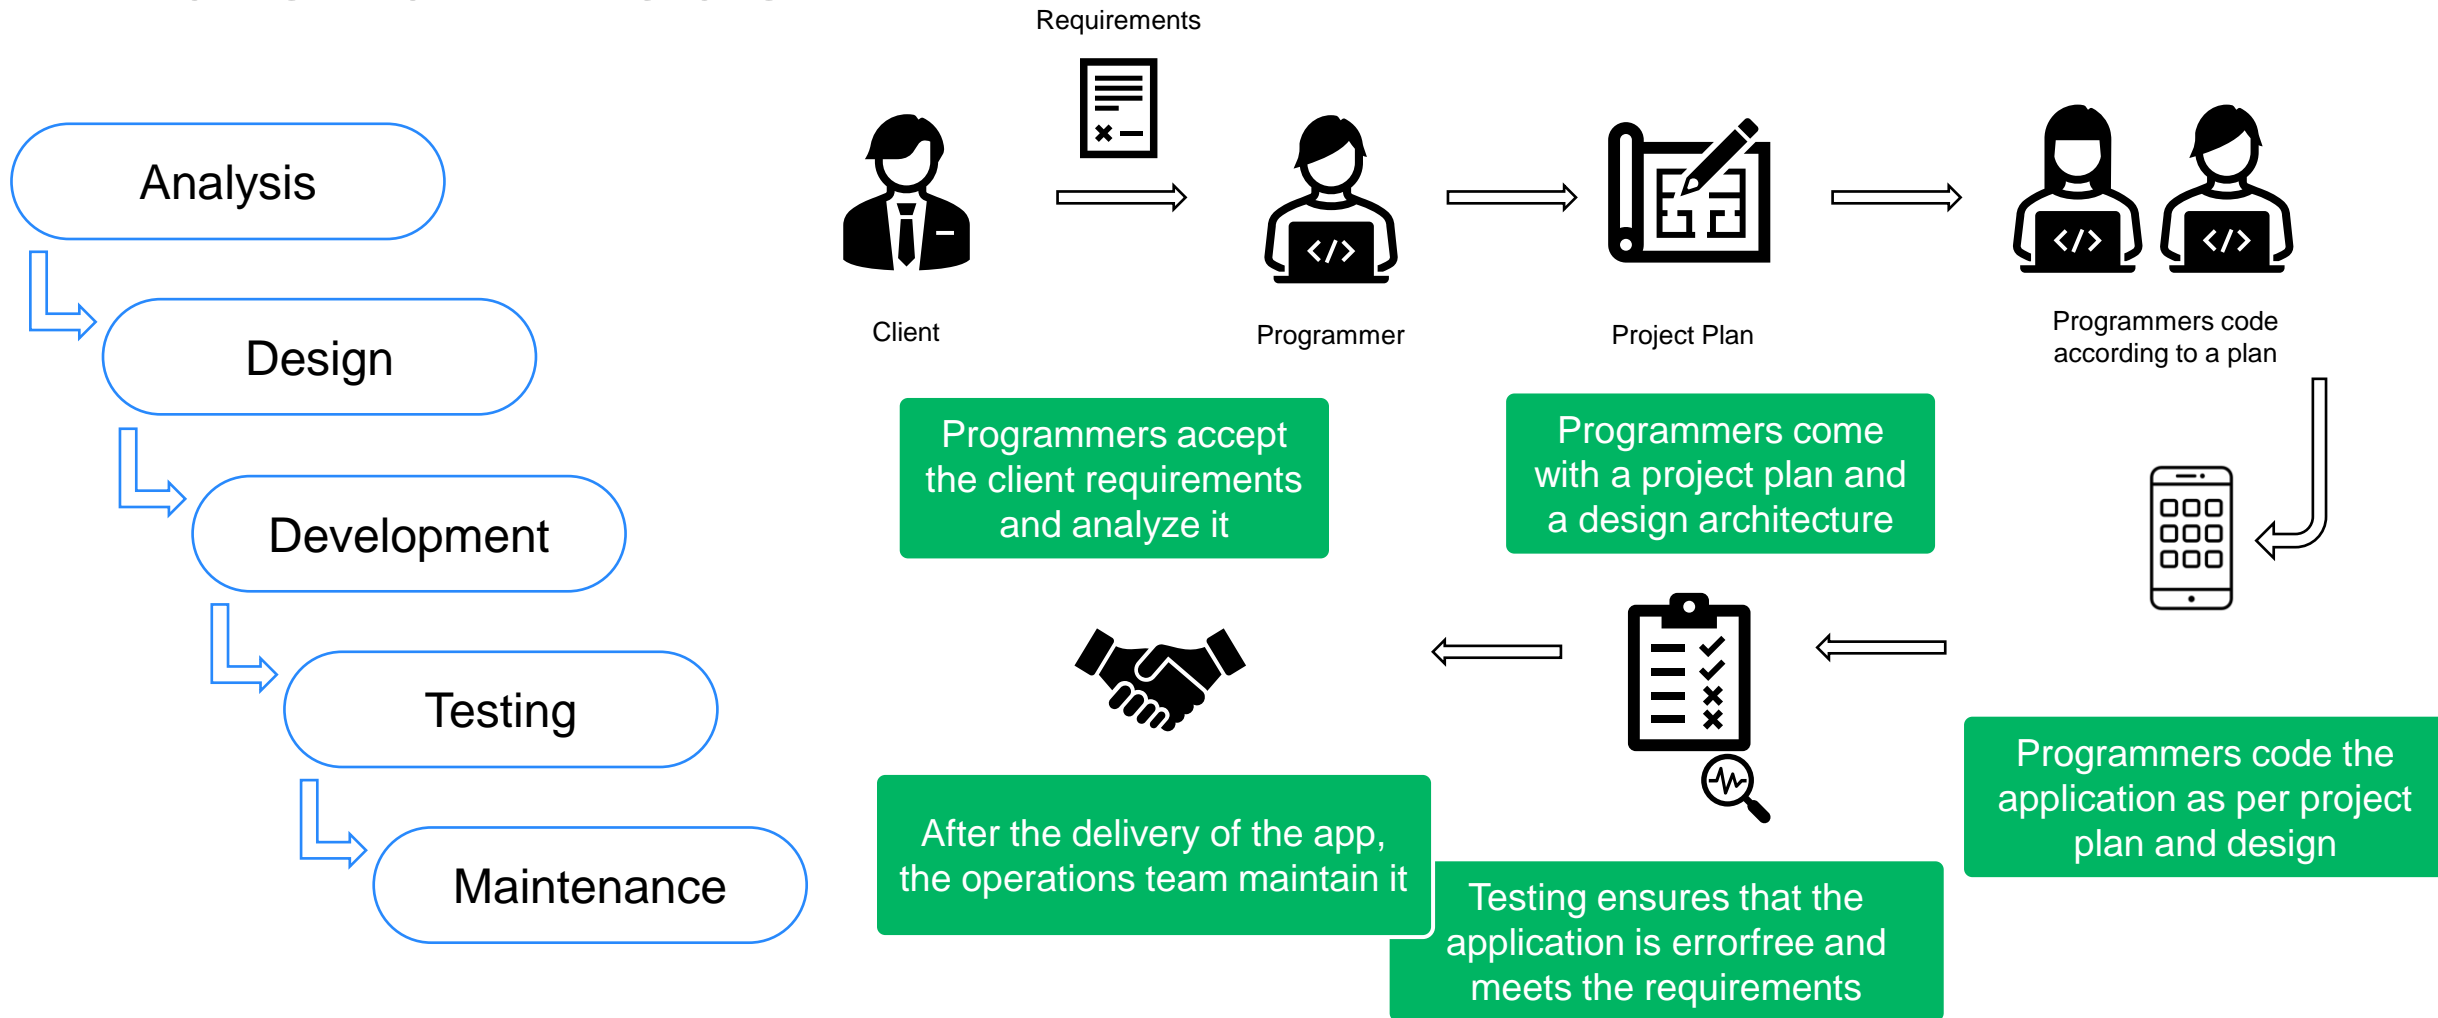 Requirements
Analysis
Design
Development
Testing
Maintenance
Client
Programmer
Project Plan
Programmers code
according to a plan
Programmers accept
the client requirements
and analyze it
Programmers come
with a project plan and
a design architecture
Programmers code the
application as per project
plan and design
After the delivery of the app,
the operations team maintain it
Testing ensures that the
application is errorfree and
meets the requirements